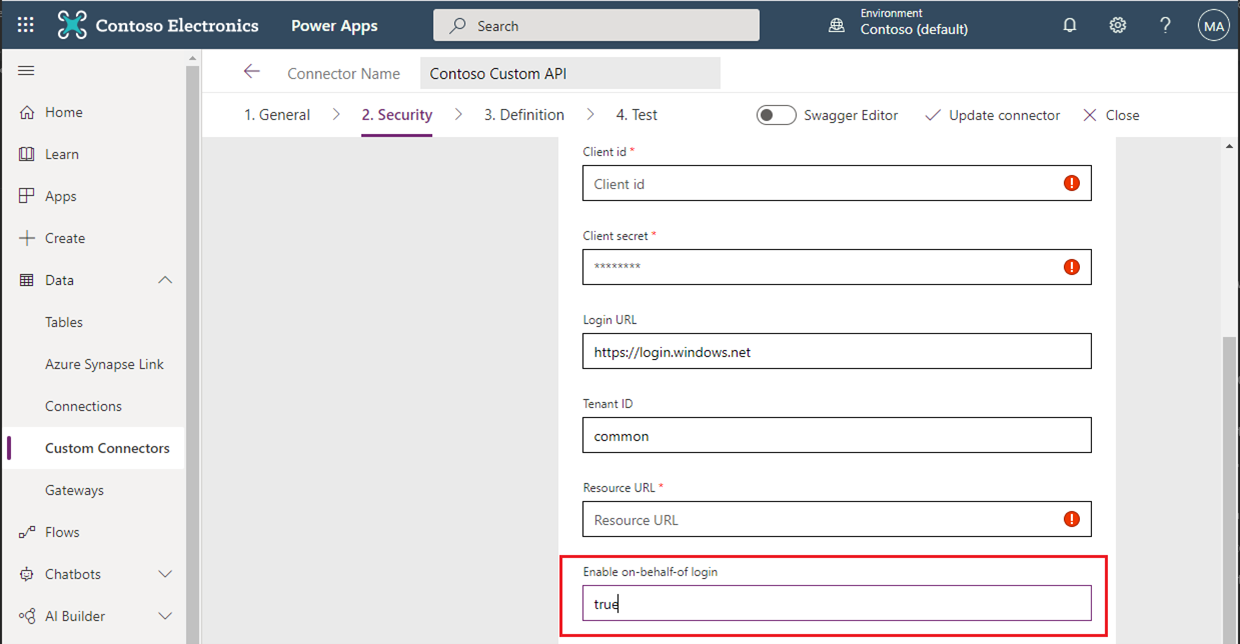 Contoso Electronics Power Apps Search Environment
Contoso (default) ? MA
Connector Name Contoso Custom API
1. General 2. Security 3. Definition 4. Test Swagger Editor Update connector Close
Home
Learn
Apps
Create
Data
Tables
Azure Synapse Link
Connections
Custom Connectors
Gateways
Flows
Chatbots
AI Builder
Client id *
Client id
Client secret *
********
Login URL
https://login.windows.net
Tenant ID
common
Resource URL *
Resource URL
Enable on-behalf-of login
true